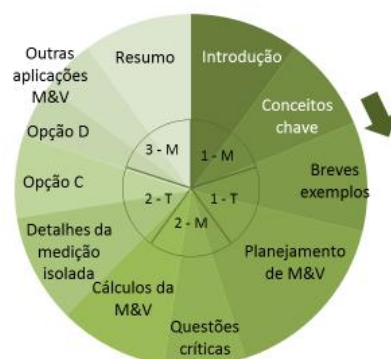 Introdução
Conceitos
chave
Breves
exemplos
Planejamento
de M&V
Questões
críticas
Cálculos da
M&V
Detalhes da
medição
isolada
Opção C
Opção D
Outras
aplicações
M&V
Resumo
1 - M
1 - T
2 - M
2 - T
3 - M